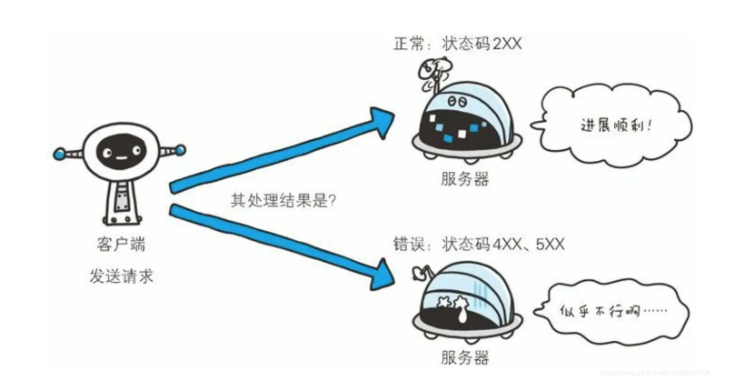 正常：状态码2XX
进展顺利！
服务器
其处理结果是？
客户端
发送请求
错误：状态码4XX、5XX
似乎不行啊……
服务器